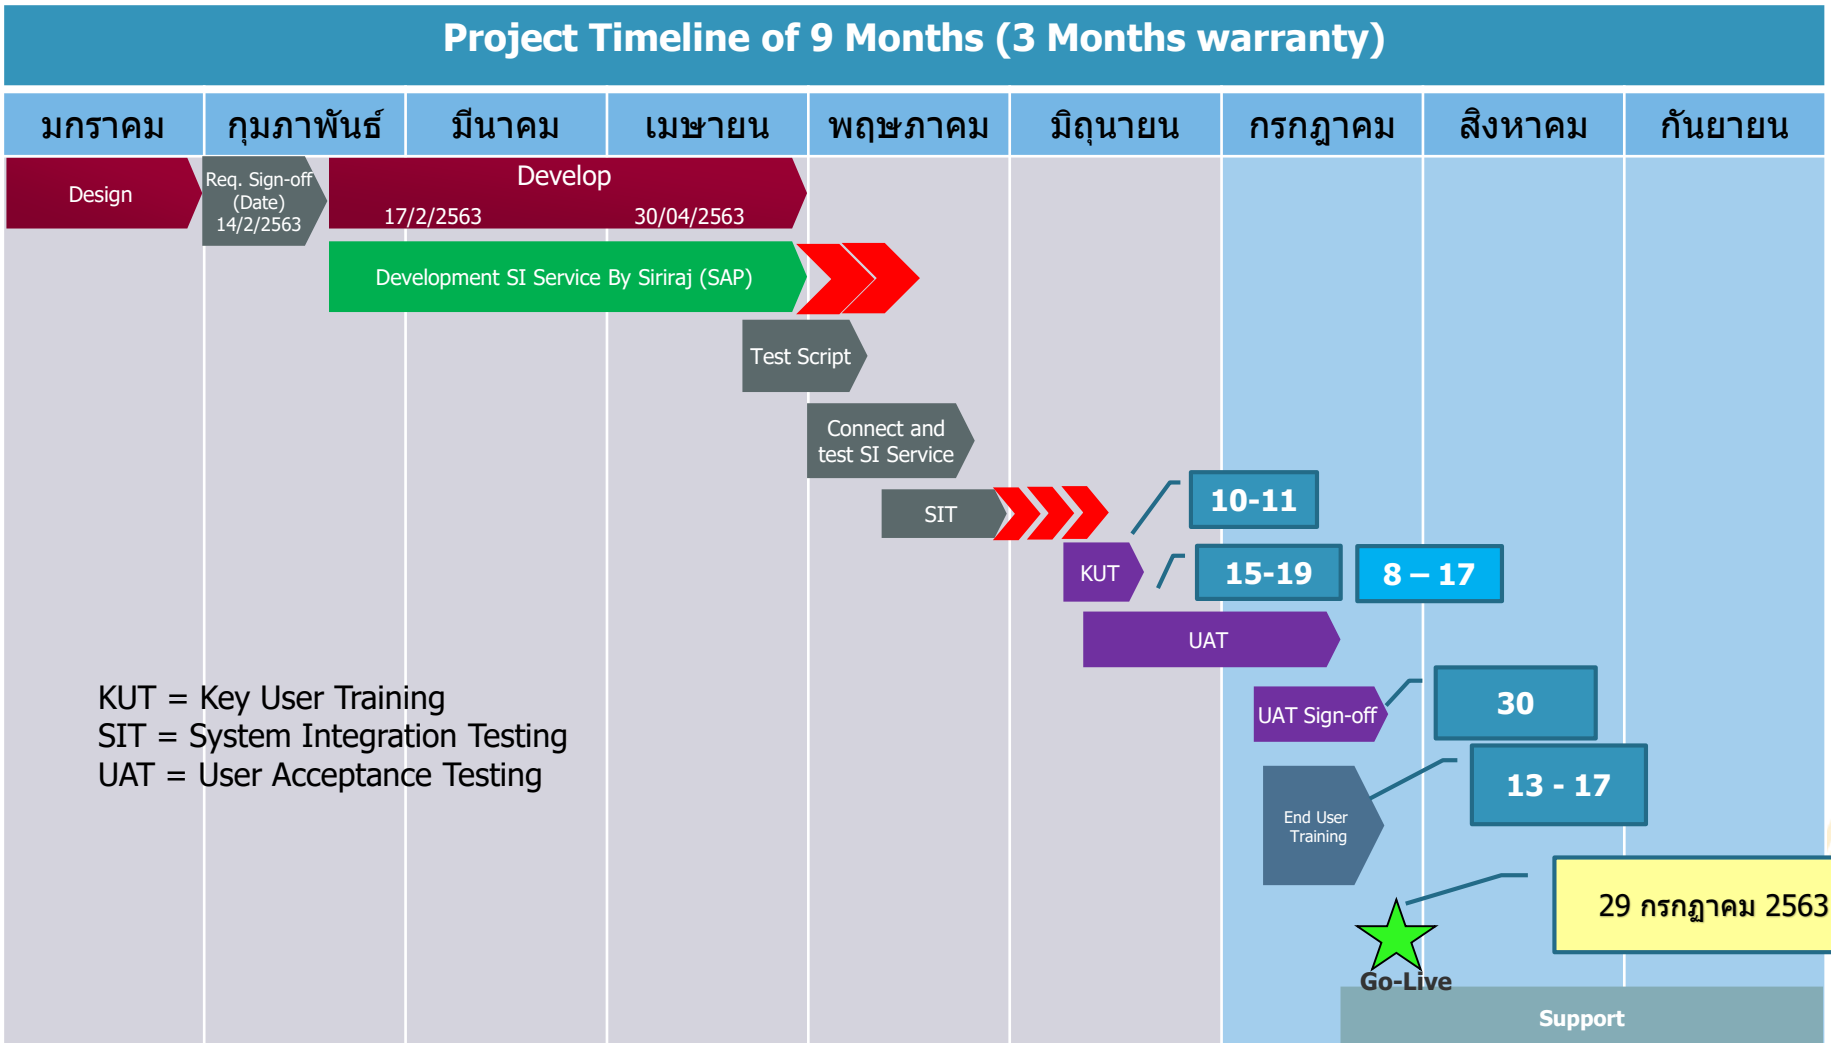 Project Timeline of 9 Months (3 Months warranty)
มกราคม
กุมภาพันธ์
มีนาคม
เมษายน
พฤษภาคม
มิถุนายน
กรกฎาคม
สิงหาคม
กันยายน
Design
Req. Sign-off
(Date)
14/2/2563
Develop
17/2/2563
30/04/2563
Development SI Service By Siriraj (SAP)
Test Script
Connect and
test SI Service
SIT
10-11
KUT
15-19
8 – 17
UAT
KUT = Key User Training
SIT = System Integration Testing
UAT = User Acceptance Testing
UAT Sign-off
30
End User
Training
13 - 17
29 กรกฎาคม 2563
Go-Live
Support